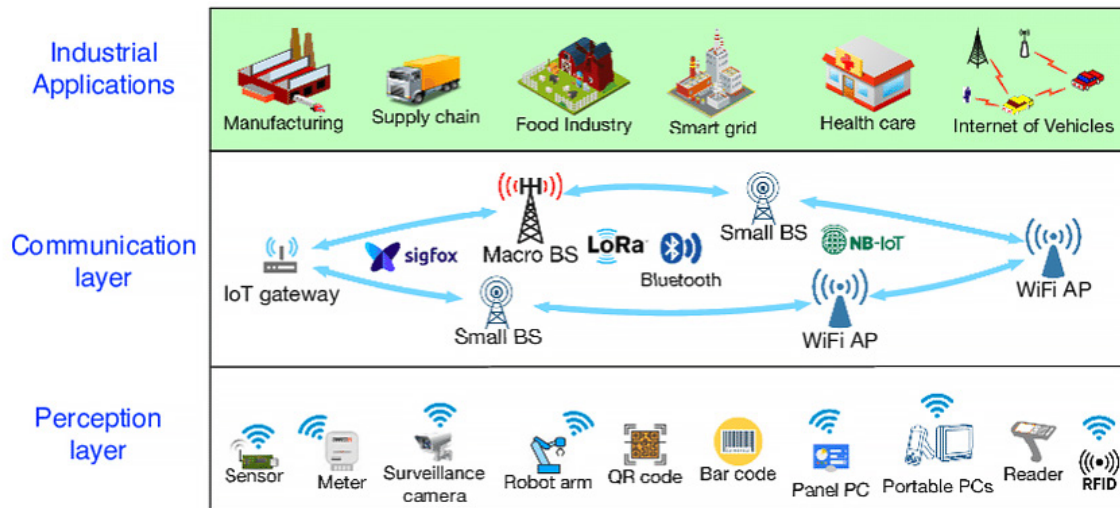 Industrial
Applications
Manufacturing
Supply chain
Food Industry
Smart grid
Health care
Internet of Vehicles
Communication
layer
IoT gateway
sigfox
Macro BS
LoRa
Bluetooth
Small BS
NB-IoT
WiFi AP
Small BS
WiFi AP
Perception
layer
Sensor
Meter
Surveillance
camera
Robot arm
QR code
Bar code
Panel PC
Portable PCs
Reader
RFID